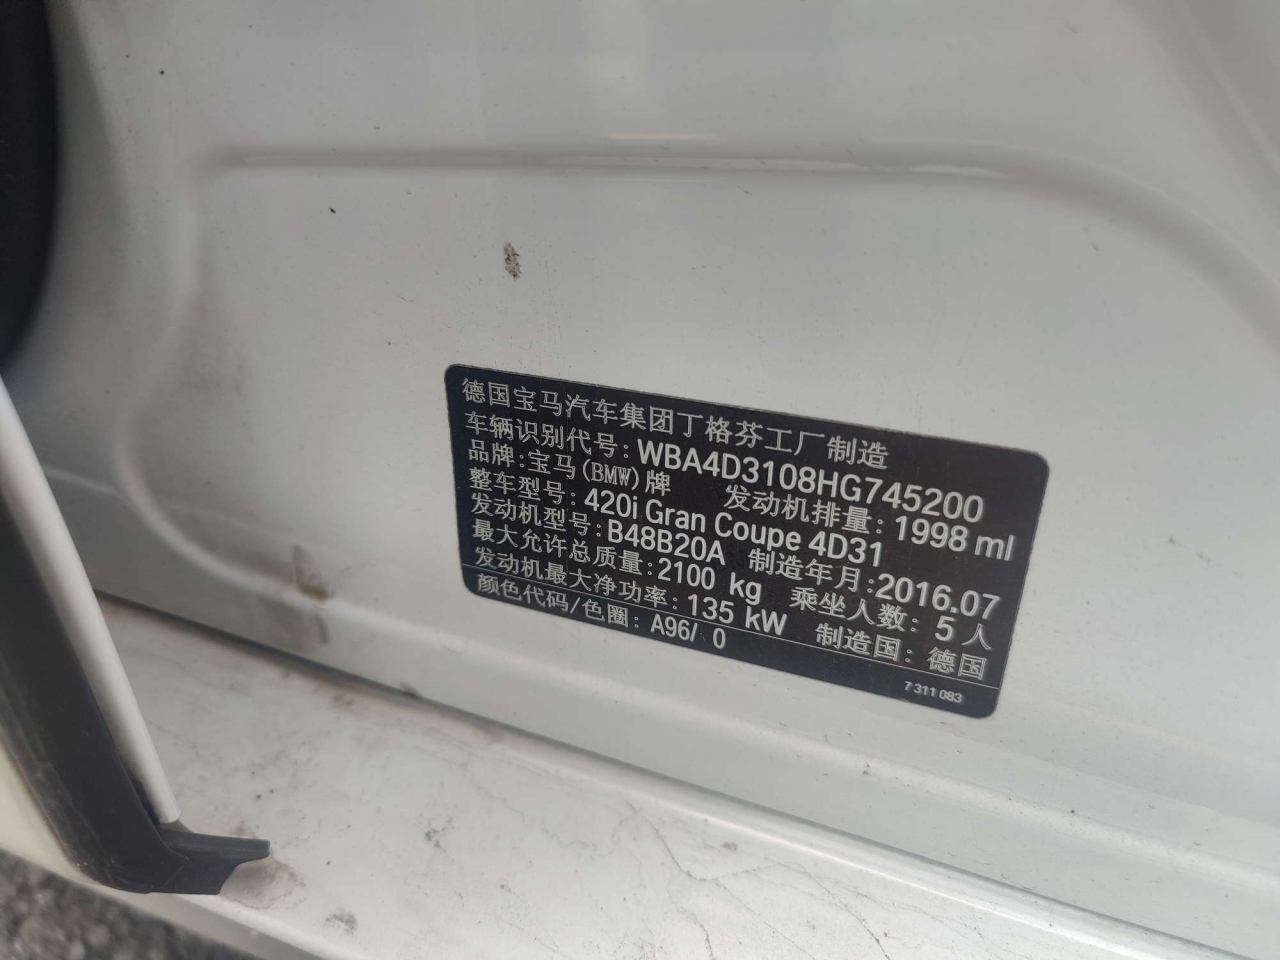 德国宝马汽车集团丁格芬工厂制造
车辆识别代号: WBA4D3108HG745200
品牌:宝马(BMW)牌 发动机排量: 1998 ml
整车型号: 420i Gran Coupe 4D31
发动机型号: B48B20A 制造年月:2016.07
最大允许总质量: 2100 kg 乘坐人数: 5 人
发动机最大净功率: 135 kW 制造国: 德国
颜色代码/色圈: A96/ 0
7 311 083